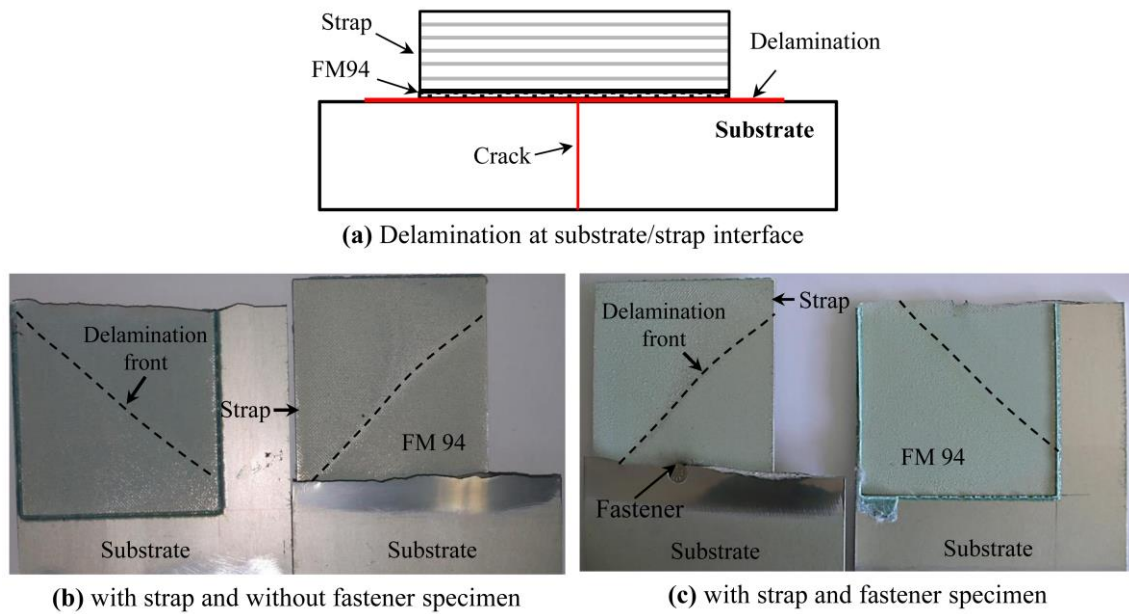 Strap
FM94
Delamination
Substrate
Crack
(a) Delamination at substrate/strap interface
Delamination
front
Strap
FM 94
Substrate
Substrate
(b) with strap and without fastener specimen
Strap
Delamination
front
FM 94
Fastener
Substrate
Substrate
(c) with strap and fastener specimen